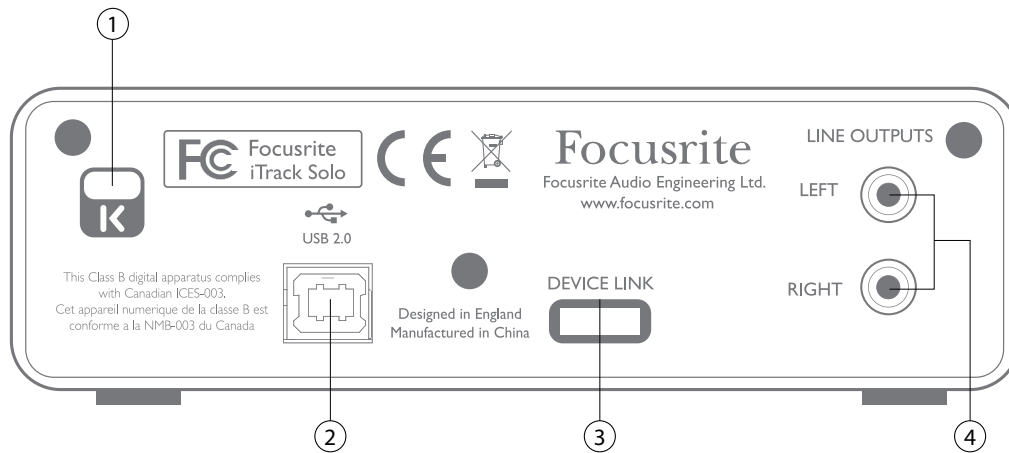 1
FC Focusrite
iTrack Solo
CE
Focusrite
Focusrite Audio Engineering Ltd.
www.focusrite.com
LINE OUTPUTS
LEFT
RIGHT
K
USB 2.0
This Class B digital apparatus complies
with Canadian ICES-003.
Cet appareil numerique de la classe B est
conforme a la NMB-003 du Canada
Designed in England
Manufactured in China
DEVICE LINK
2
3
4